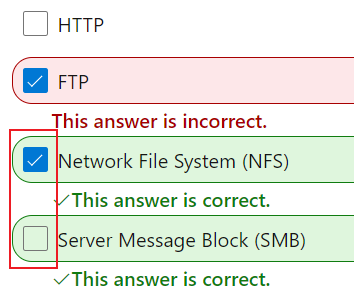 HTTP
FTP
This answer is incorrect.
Network File System (NFS)
This answer is correct.
Server Message Block (SMB)
This answer is correct.